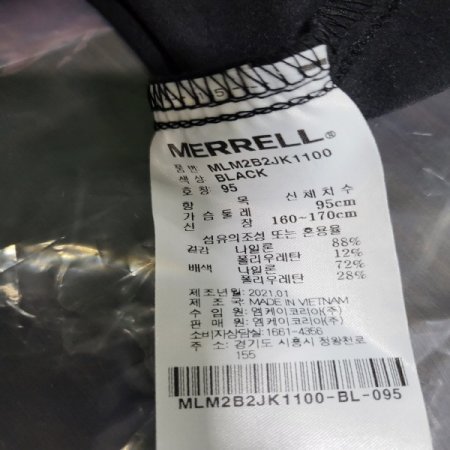 MERRELL®
품번 MLM2B2JK1100
색상 BLACK
호칭 95
항 목 신체치수
가슴둘레 95cm
신 장 160~170cm
섬유의조성 또는 혼용율
겉감 나일론 88%
폴리우레탄 12%
배색 나일론 72%
폴리우레탄 28%
제조년월: 2021.01
제 조 국: MADE IN VIETNAM
수 입 원: 엠케이코리아(주)
판 매 원: 엠케이코리아(주)
소비자상담실: 1661-4356
주 소: 경기도 시흥시 정왕천로
155
MLM2B2JK1100-BL-095